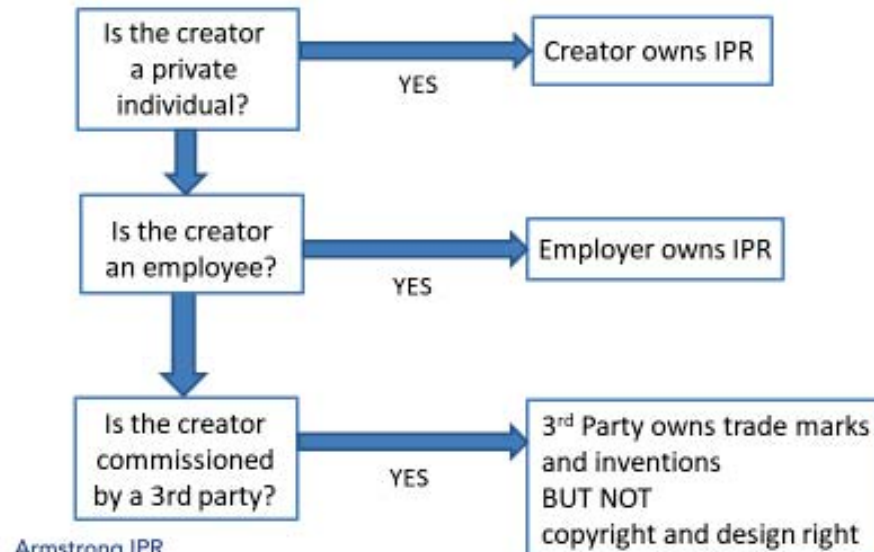 Is the creator
a private
individual?
YES
Creator owns IPR
Is the creator
an employee?
YES
Employer owns IPR
Is the creator
commissioned
by a 3rd party?
YES
3rd Party owns trade marks
and inventions
BUT NOT
copyright and design right
Armstrong IPR